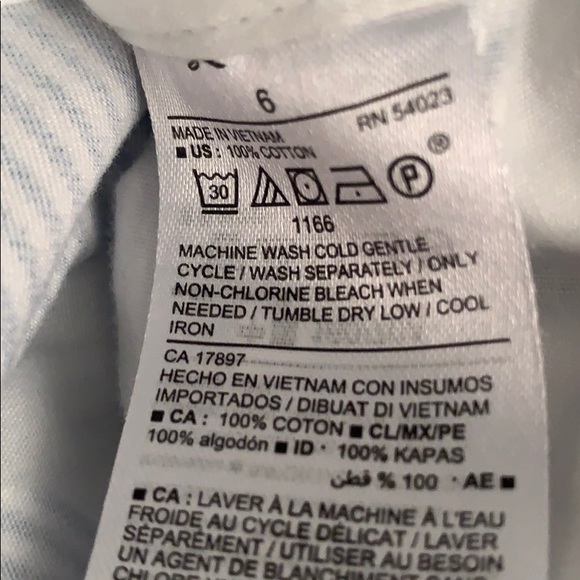 6
RN 54023
MADE IN VIETNAM
■ US : 100% COTTON
30 P ®
1166
MACHINE WASH COLD GENTLE
CYCLE / WASH SEPARATELY / ONLY
NON-CHLORINE BLEACH WHEN
NEEDED / TUMBLE DRY LOW / COOL
IRON
CA 17897
HECHO EN VIETNAM CON INSUMOS
IMPORTADOS / DIBUAT DI VIETNAM
■ CA : 100% COTON ■ CL/MX/PE
100% algodón ■ ID · 100% KAPAS
■ AE · 100 % قطن
■ CA : LAVER À LA MACHINE À L'EAU
FROIDE AU CYCLE DÉLICAT / LAVER
SÉPARÉMENT / UTILISER AU BESOIN
UN AGENT DE BLANCHIMENT